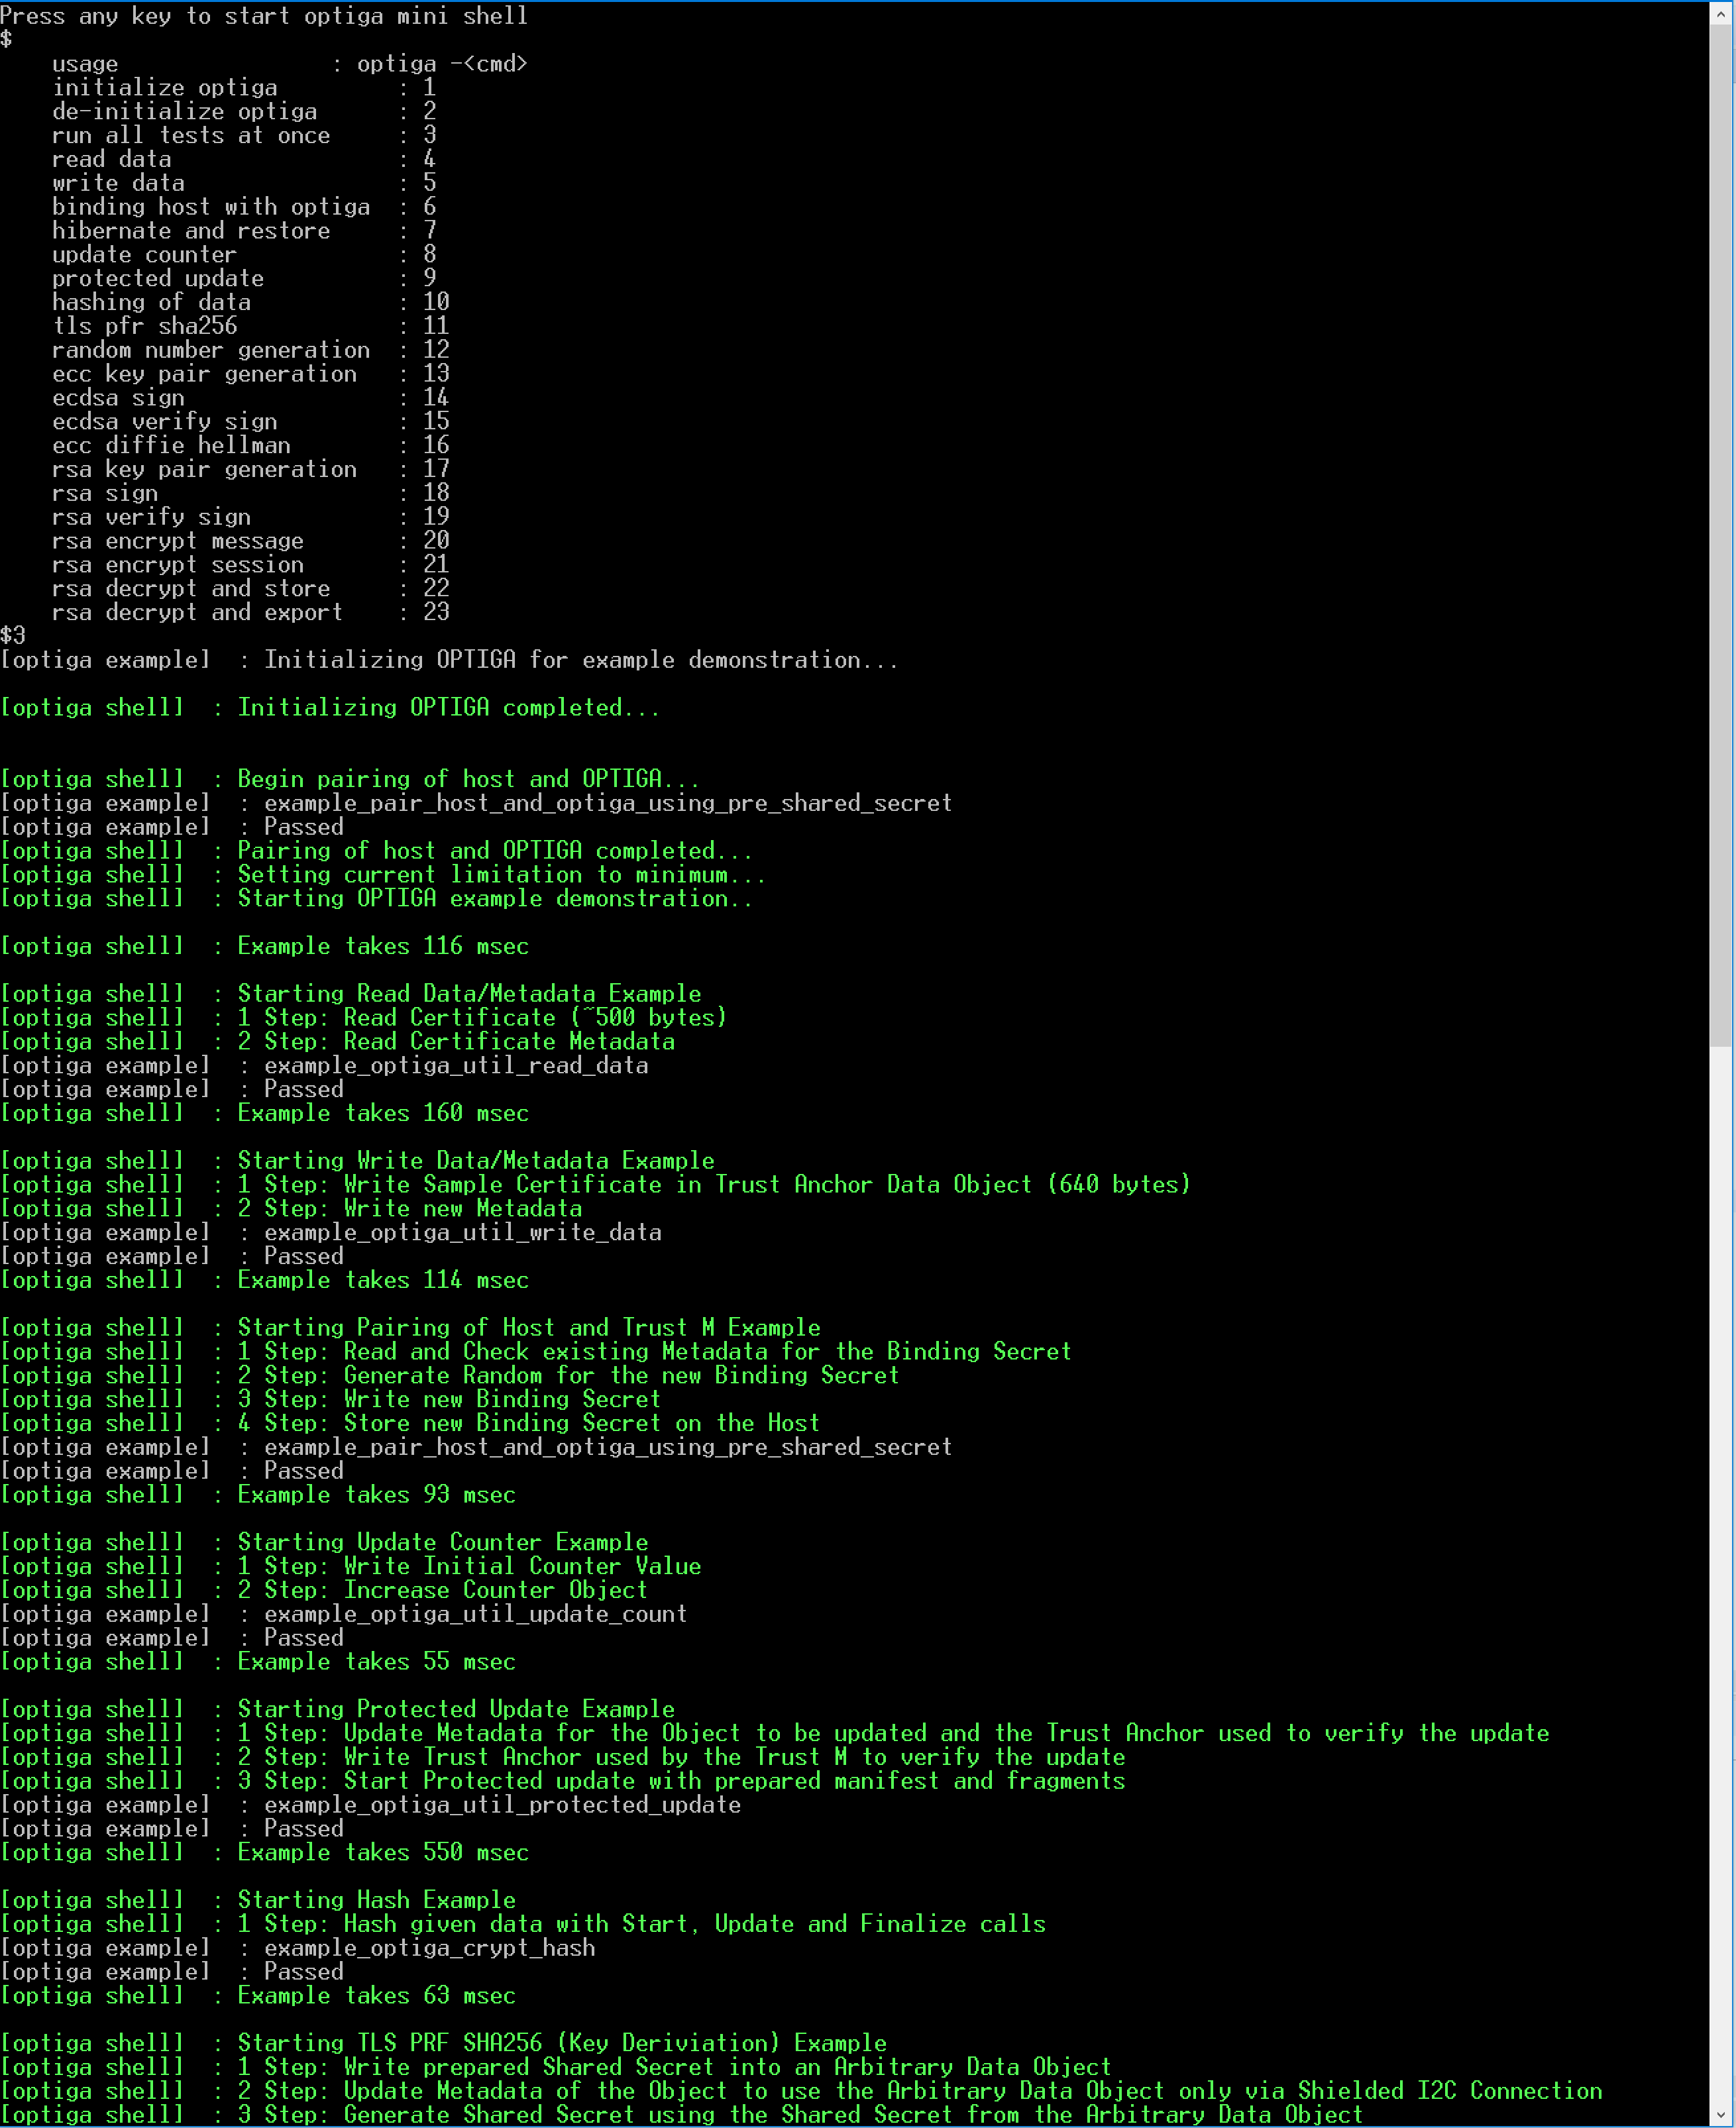 Press any key to start optiga mini shell
$
    usage                : optiga -<cmd>
    initialize optiga         : 1
    de-initialize optiga      : 2
    run all tests at once     : 3
    read data                 : 4
    write data                : 5
    binding host with optiga  : 6
    hibernate and restore     : 7
    update counter            : 8
    protected update          : 9
    hashing of data           : 10
    tls pfr sha256            : 11
    random number generation  : 12
    ecc key pair generation   : 13
    ecdsa sign                : 14
    ecdsa verify sign         : 15
    ecc diffie hellman        : 16
    rsa key pair generation   : 17
    rsa sign                  : 18
    rsa verify sign           : 19
    rsa encrypt message       : 20
    rsa encrypt session       : 21
    rsa decrypt and store     : 22
    rsa decrypt and export    : 23
$3
[optiga example]  : Initializing OPTIGA for example demonstration...
[optiga shell]  : Initializing OPTIGA completed...
[optiga shell]  : Begin pairing of host and OPTIGA...
[optiga example]  : example_pair_host_and_optiga_using_pre_shared_secret
[optiga example]  : Passed
[optiga shell]  : Pairing of host and OPTIGA completed...
[optiga shell]  : Setting current limitation to minimum...
[optiga shell]  : Starting OPTIGA example demonstration..
[optiga shell]  : Example takes 116 msec
[optiga shell]  : Starting Read Data/Metadata Example
[optiga shell]  : 1 Step: Read Certificate (~500 bytes)
[optiga shell]  : 2 Step: Read Certificate Metadata
[optiga example]  : example_optiga_util_read_data
[optiga example]  : Passed
[optiga shell]  : Example takes 160 msec
[optiga shell]  : Starting Write Data/Metadata Example
[optiga shell]  : 1 Step: Write Sample Certificate in Trust Anchor Data Object (640 bytes)
[optiga shell]  : 2 Step: Write new Metadata
[optiga example]  : example_optiga_util_write_data
[optiga example]  : Passed
[optiga shell]  : Example takes 114 msec
[optiga shell]  : Starting Pairing of Host and Trust M Example
[optiga shell]  : 1 Step: Read and Check existing Metadata for the Binding Secret
[optiga shell]  : 2 Step: Generate Random for the new Binding Secret
[optiga shell]  : 3 Step: Write new Binding Secret
[optiga shell]  : 4 Step: Store new Binding Secret on the Host
[optiga example]  : example_pair_host_and_optiga_using_pre_shared_secret
[optiga example]  : Passed
[optiga shell]  : Example takes 93 msec
[optiga shell]  : Starting Update Counter Example
[optiga shell]  : 1 Step: Write Initial Counter Value
[optiga shell]  : 2 Step: Increase Counter Object
[optiga example]  : example_optiga_util_update_count
[optiga example]  : Passed
[optiga shell]  : Example takes 55 msec
[optiga shell]  : Starting Protected Update Example
[optiga shell]  : 1 Step: Update Metadata for the Object to be updated and the Trust Anchor used to verify the update
[optiga shell]  : 2 Step: Write Trust Anchor used by the Trust M to verify the update
[optiga shell]  : 3 Step: Start Protected update with prepared manifest and fragments
[optiga example]  : example_optiga_util_protected_update
[optiga example]  : Passed
[optiga shell]  : Example takes 550 msec
[optiga shell]  : Starting Hash Example
[optiga shell]  : 1 Step: Hash given data with Start, Update and Finalize calls
[optiga example]  : example_optiga_crypt_hash
[optiga example]  : Passed
[optiga shell]  : Example takes 63 msec
[optiga shell]  : Starting TLS PRF SHA256 (Key Deriviation) Example
[optiga shell]  : 1 Step: Write prepared Shared Secret into an Arbitrary Data Object
[optiga shell]  : 2 Step: Update Metadata of the Object to use the Arbitrary Data Object only via Shielded I2C Connection
[optiga shell]  : 3 Step: Generate Shared Secret using the Shared Secret from the Arbitrary Data Object